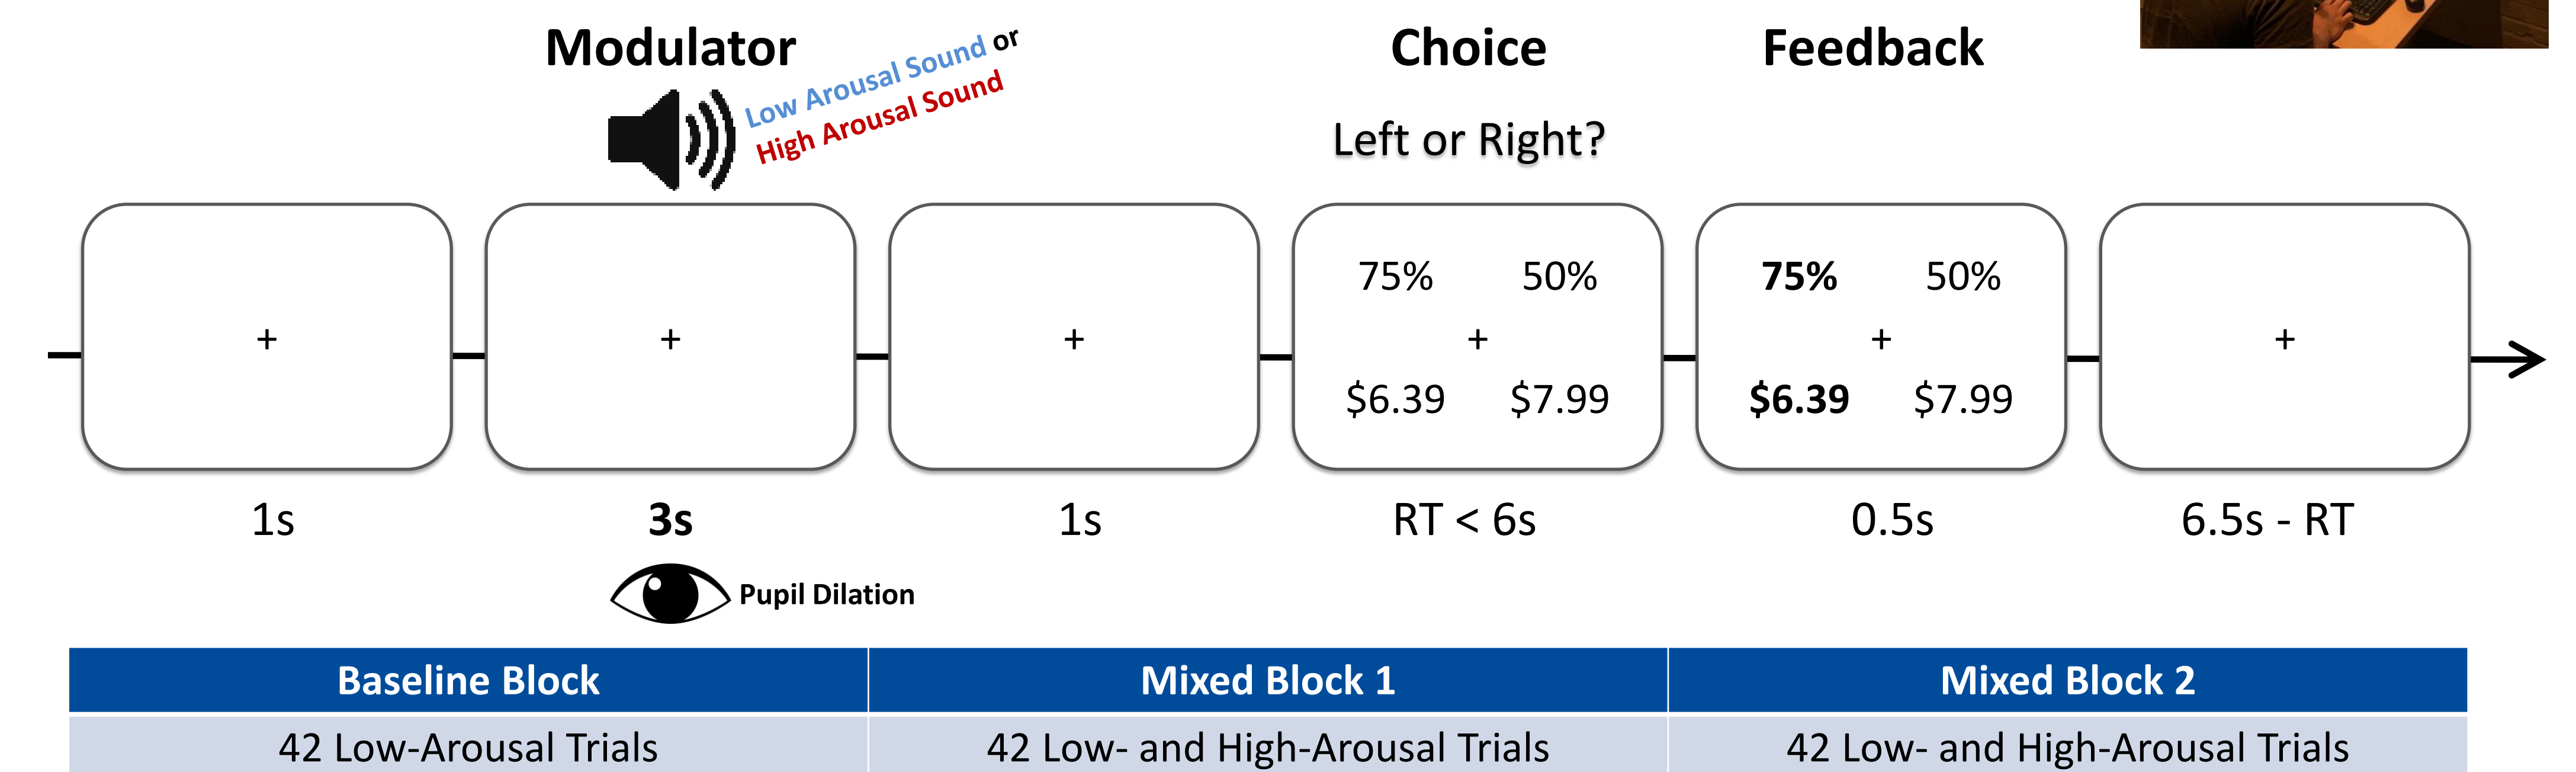 Modulator
Choice
Feedback
Low Arousal Sound or
High Arousal Sound
Left or Right?
+
+
+
75% 50%
+
$6.39 $7.99
75% 50%
+
$6.39 $7.99
+
1s
3s
1s
RT < 6s
0.5s
6.5s - RT
Pupil Dilation
Baseline Block
Mixed Block 1
Mixed Block 2
42 Low-Arousal Trials
42 Low- and High-Arousal Trials
42 Low- and High-Arousal Trials